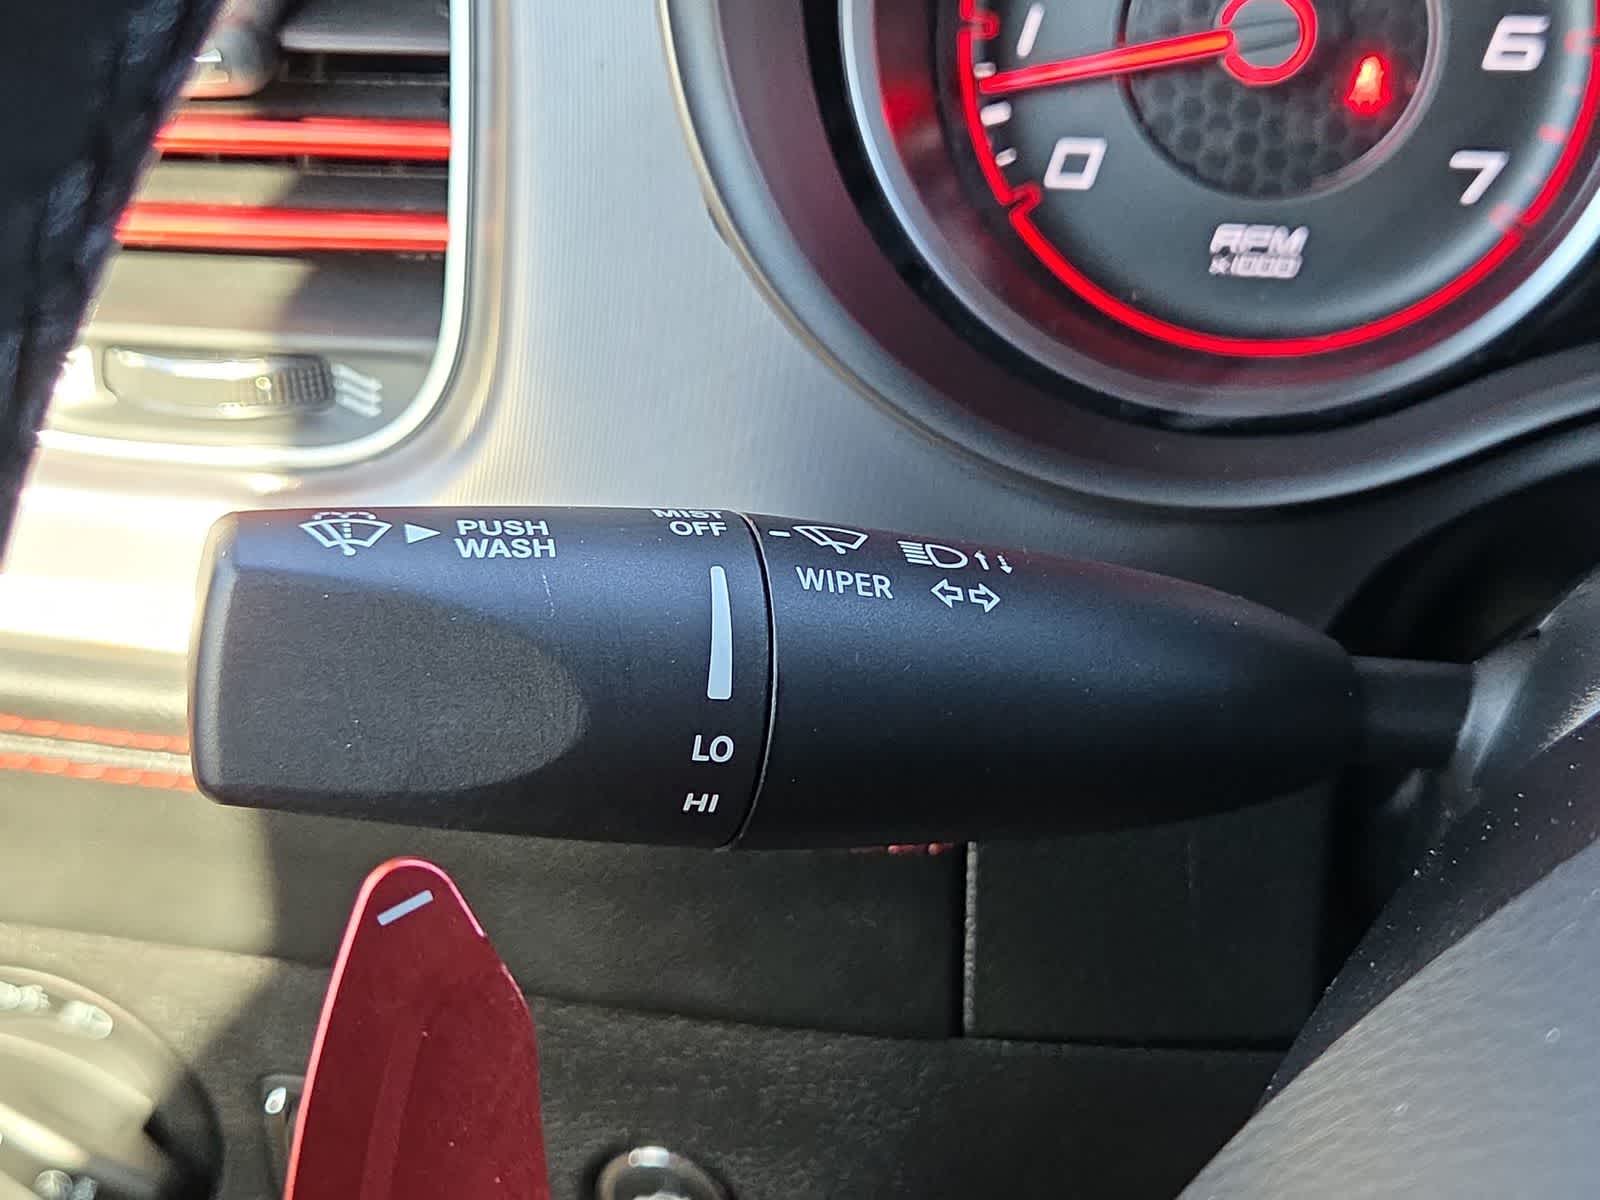 1
6
0
7
RPM
x1000
PUSH
WASH
MIST
OFF
LO
HI
WIPER